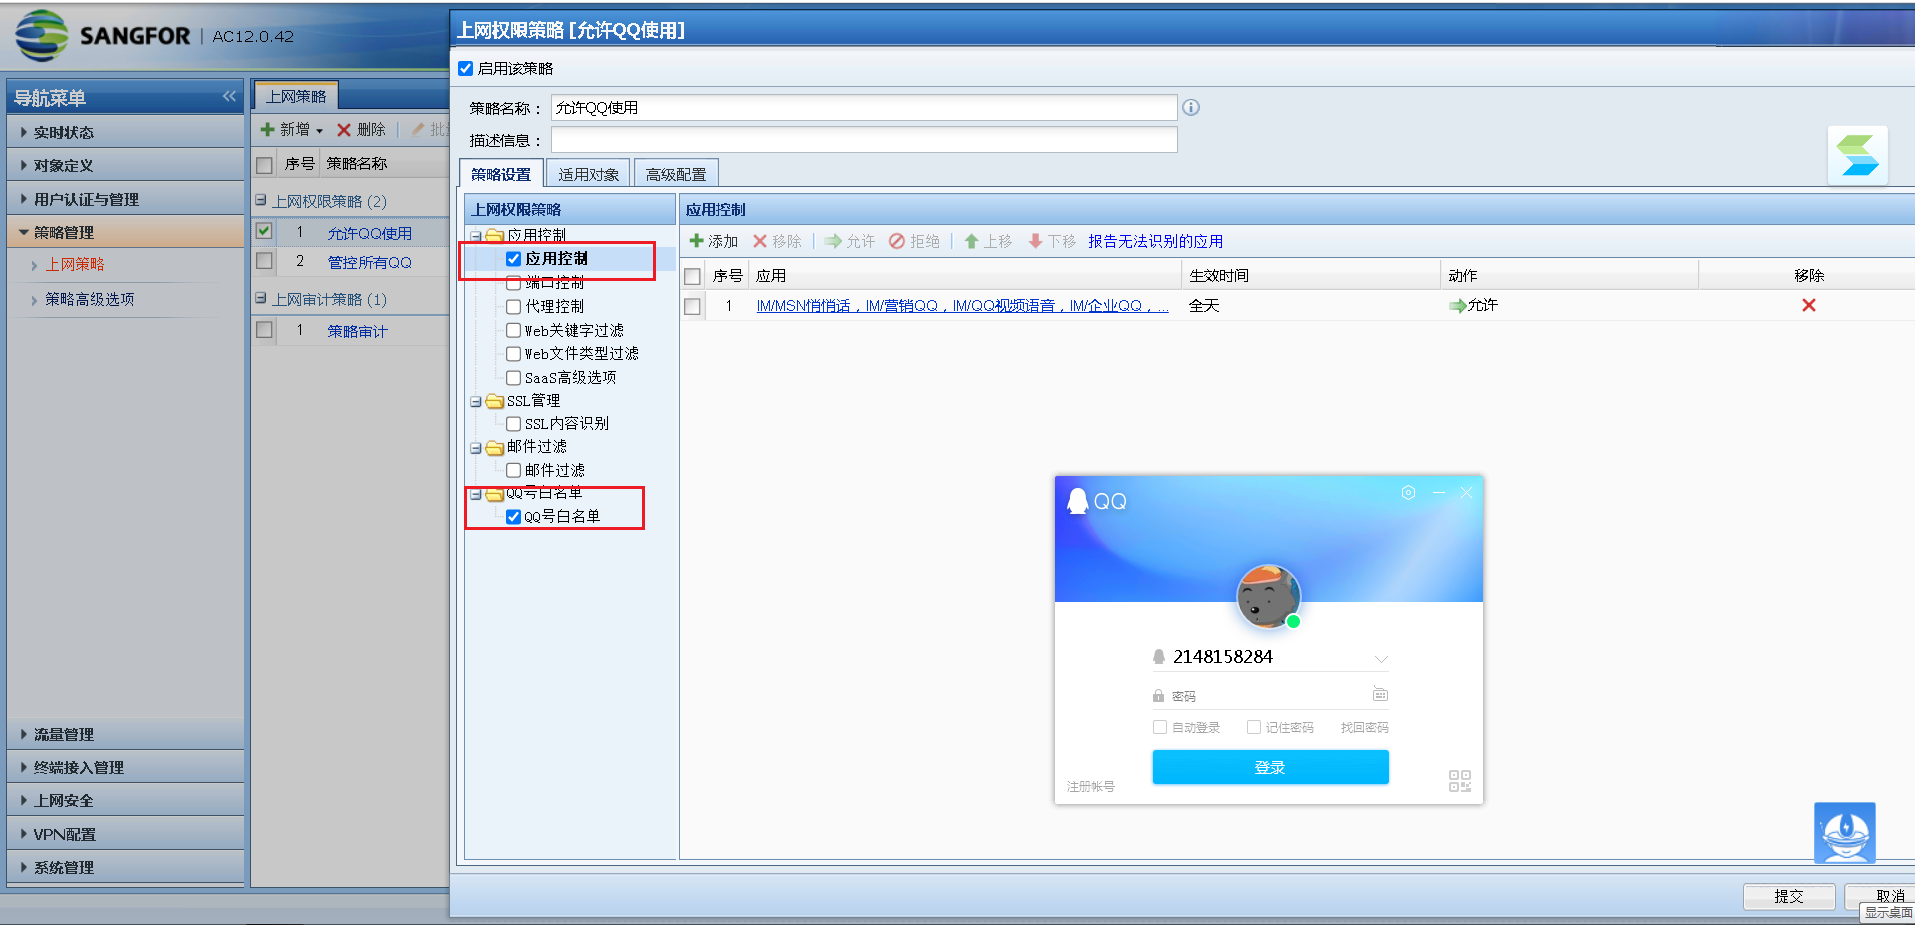 SANGFOR | AC12.0.42
导航菜单
实时状态
对象定义
用户认证与管理
策略管理
上网策略
策略高级选项
流量管理
终端接入管理
上网安全
VPN配置
系统管理
上网策略
新增 删除
序号 策略名称
上网权限策略 (2)
1 允许QQ使用
2 管控所有QQ
上网审计策略 (1)
1 策略审计
上网权限策略 [允许QQ使用]
启用该策略
策略名称： 允许QQ使用
描述信息：
策略设置 适用对象 高级配置
上网权限策略
应用控制
应用控制
端口控制
代理控制
Web关键字过滤
Web文件类型过滤
SaaS高级选项
SSL管理
SSL内容识别
邮件过滤
邮件过滤
QQ号白名单
QQ号白名单
应用控制
添加 移除 允许 拒绝 上移 下移 报告无法识别的应用
序号 应用 生效时间 动作 移除
1 IM/MSN悄悄话，IM/营销QQ，IM/QQ视频语音，IM/企业QQ，... 全天 允许
QQ
2148158284
密码
自动登录 记住密码 找回密码
登录
注册帐号
提交 取消
显示桌面